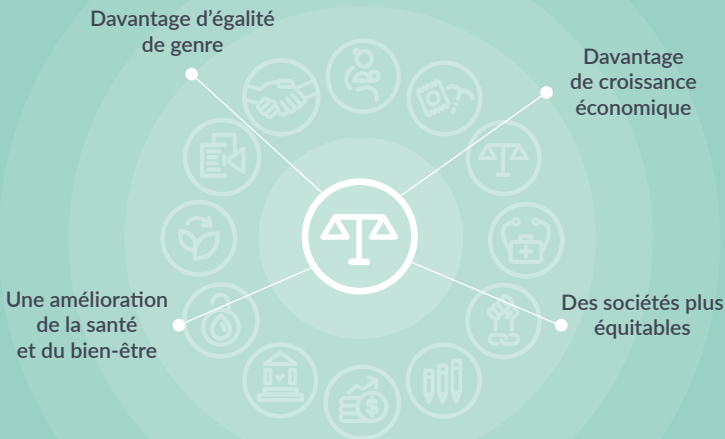 Davantage d’égalité
de genre
Davantage
de croissance
économique
Une amélioration
de la santé
et du bien-être
Des sociétés plus
équitables